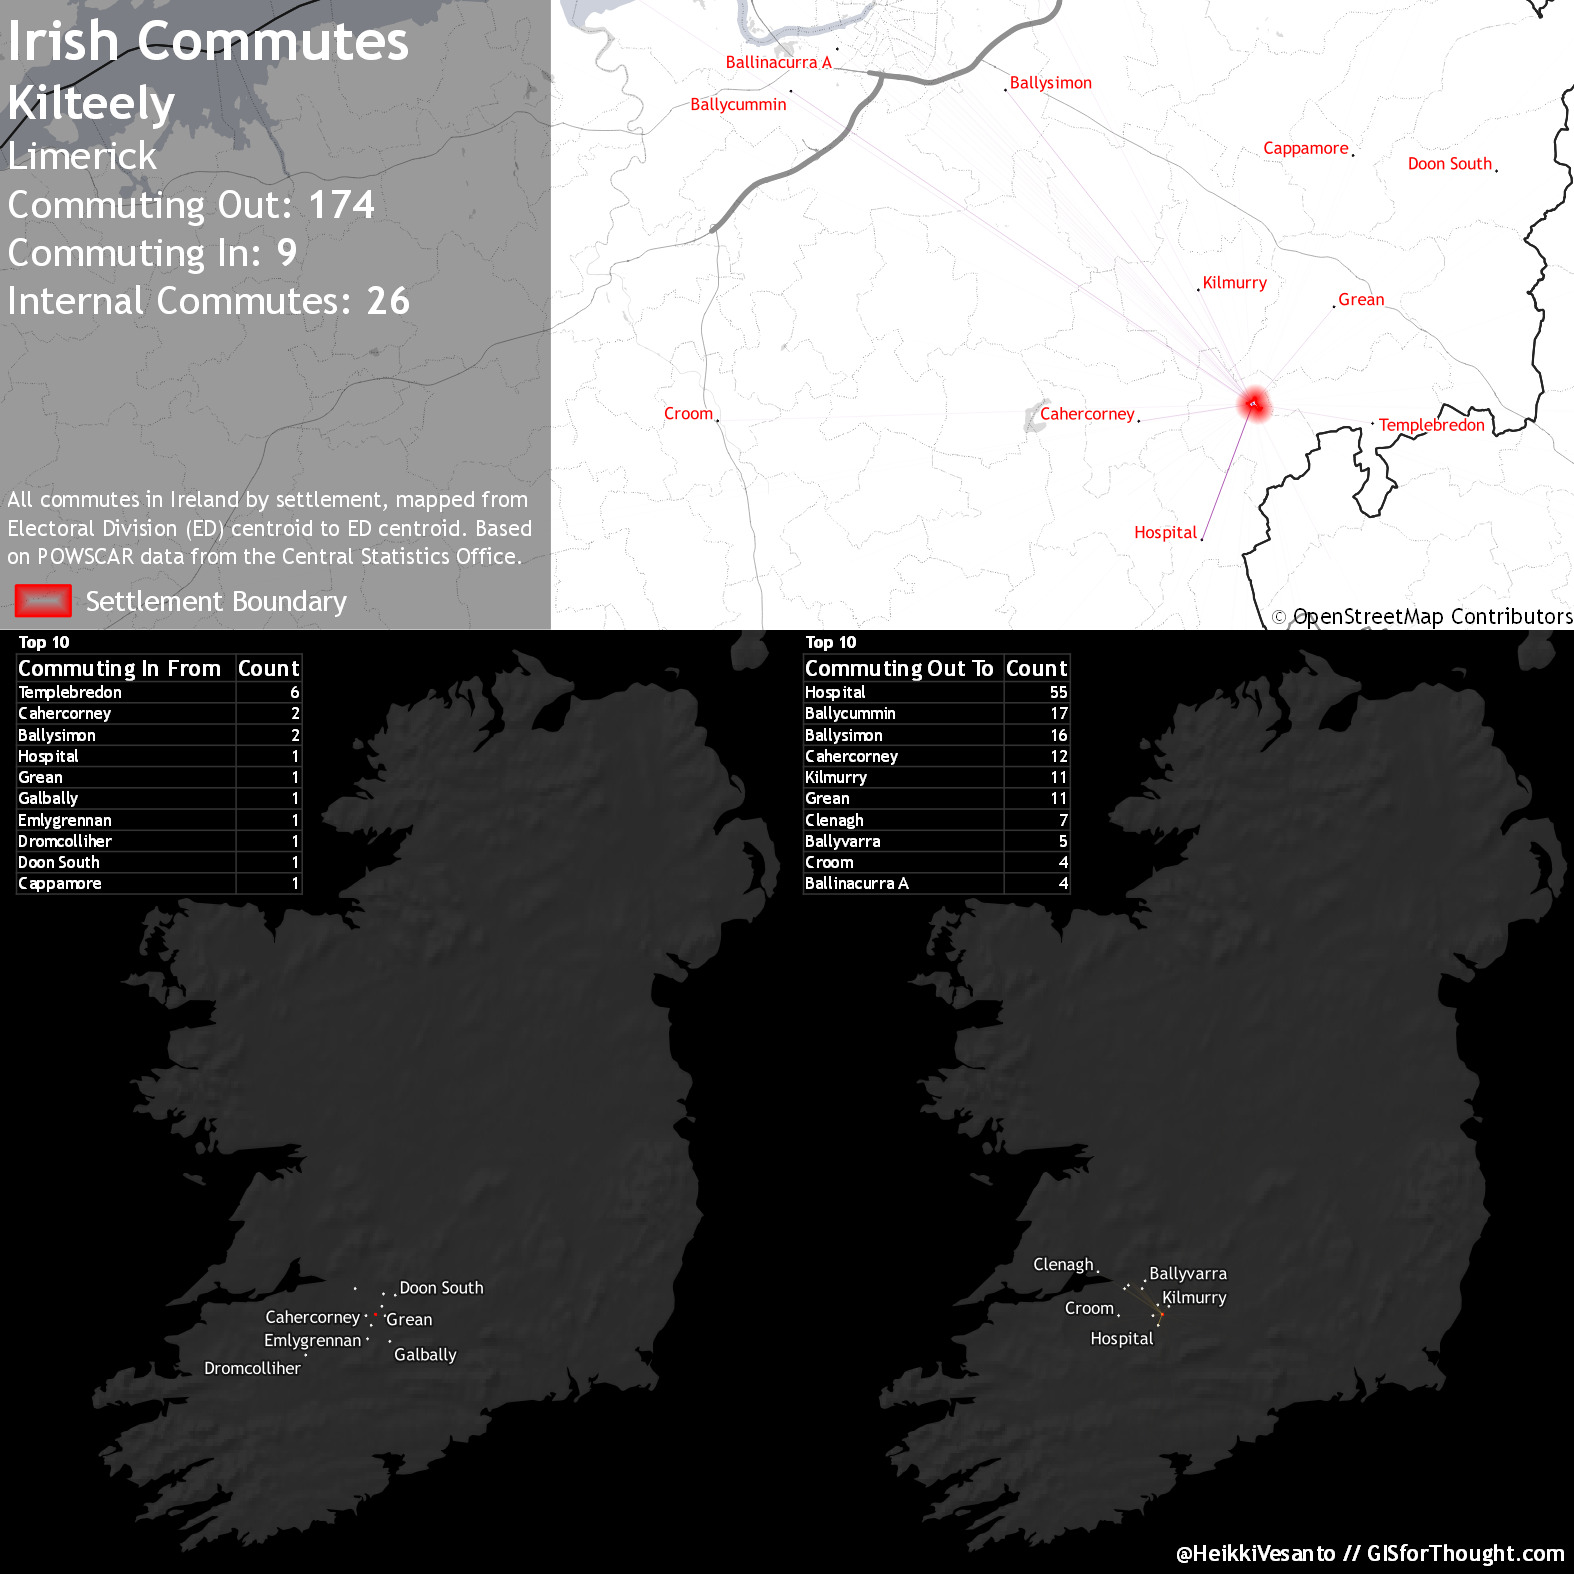 Irish Commutes
Kilteely
Limerick
Commuting Out: 174
Commuting In: 9
Internal Commutes: 26
All commutes in Ireland by settlement, mapped from
Electoral Division (ED) centroid to ED centroid. Based
on POWSCAR data from the Central Statistics Office.
Settlement Boundary
Ballinacurra A
Ballysimon
Ballycummin
Cappamore
Doon South
Kilmurry
Grean
Croom
Cahercorney
Templebredon
Hospital
© OpenStreetMap Contributors
Top 10
Commuting In From Count
Templebredon 6
Cahercorney 2
Ballysimon 2
Hospital 1
Grean 1
Galbally 1
Emlygrennan 1
Dromcolliher 1
Doon South 1
Cappamore 1
Top 10
Commuting Out To Count
Hospital 55
Ballycummin 17
Ballysimon 16
Cahercorney 12
Kilmurry 11
Grean 11
Clenagh 7
Ballyvarra 5
Croom 4
Ballinacurra A 4
Doon South
Cahercorney
Grean
Emlygrennan
Galbally
Dromcolliher
Clenagh
Ballyvarra
Kilmurry
Croom
Hospital
@HeikkiVesanto // GISforThought.com